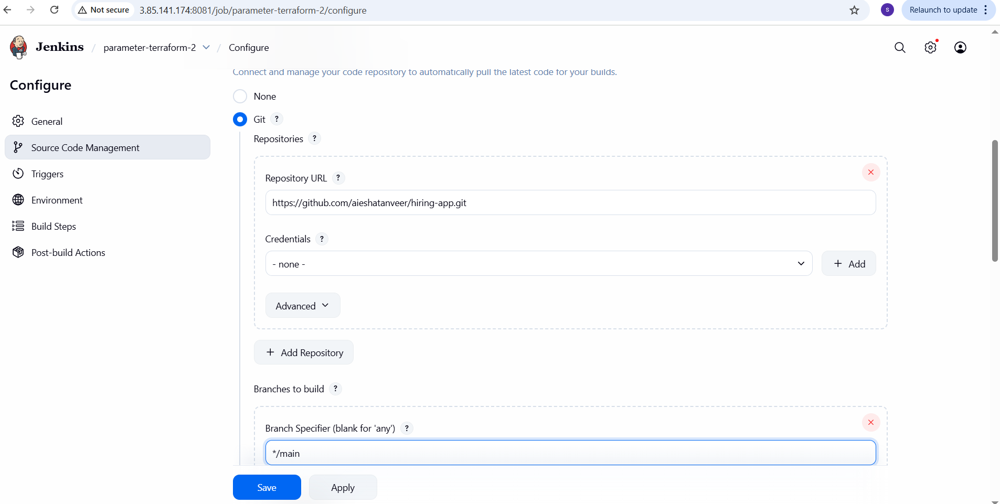 Not secure 3.85.141.174:8081/job/parameter-terraform-2/configure S Relaunch to update
Jenkins / parameter-terraform-2 / Configure
Configure
General
Source Code Management
Triggers
Environment
Build Steps
Post-build Actions
Connect and manage your code repository to automatically pull the latest code for your builds.
None
Git ?
Repositories ?
Repository URL ?
https://github.com/aieshatanveer/hiring-app.git
Credentials ?
- none -
+ Add
Advanced
+ Add Repository
Branches to build ?
Branch Specifier (blank for 'any') ?
*/main
Save Apply